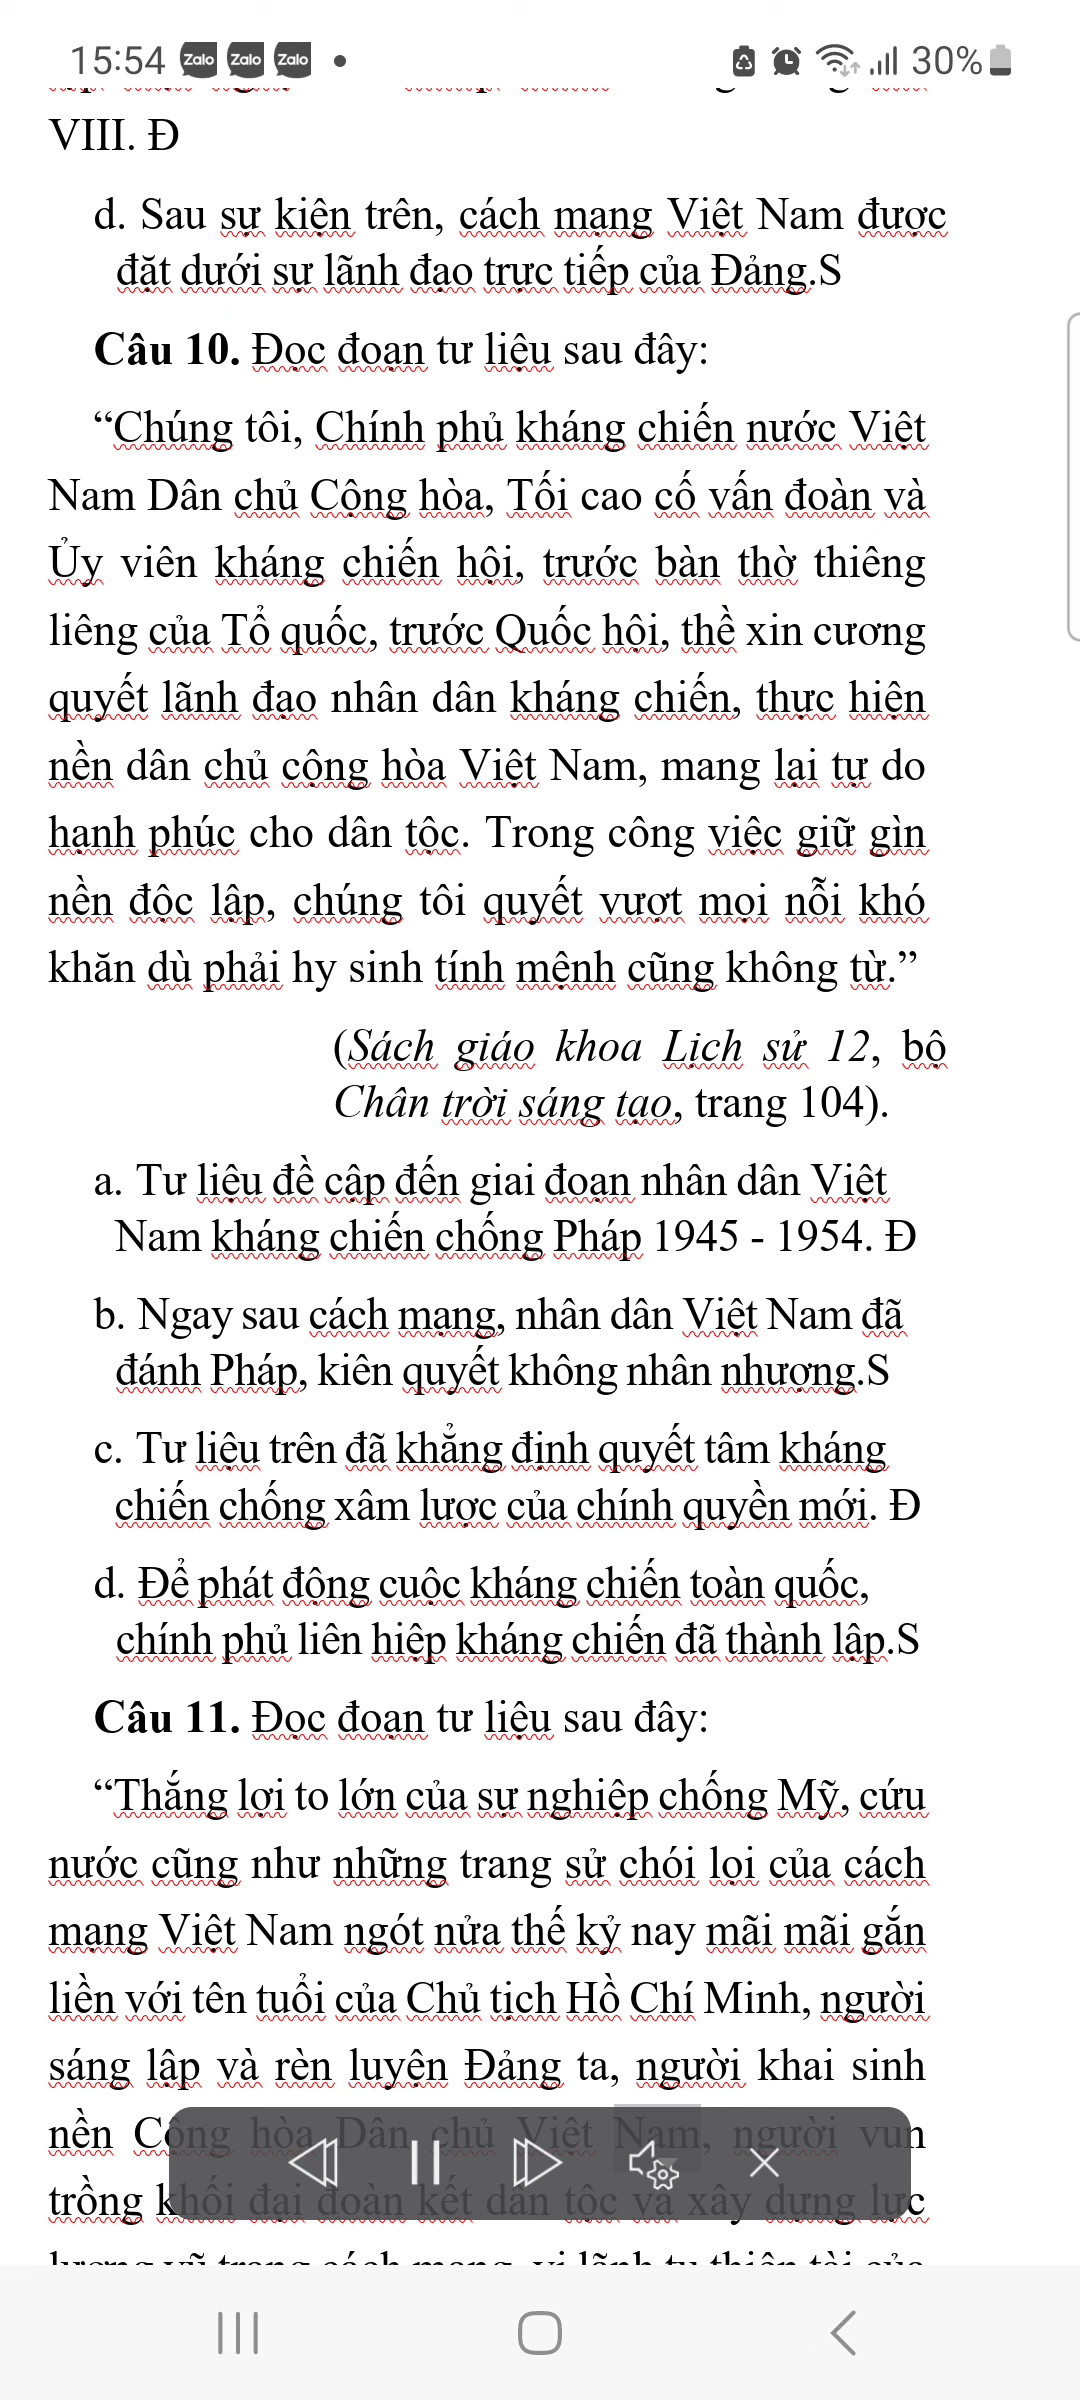 15:54 Zalo Zalo Zalo 30%
VIII. Đ
d. Sau sự kiện trên, cách mạng Việt Nam được
đặt dưới sự lãnh đạo trực tiếp của Đảng.S
Câu 10. Đọc đoạn tư liệu sau đây:
“Chúng tôi, Chính phủ kháng chiến nước Việt
Nam Dân chủ Cộng hòa, Tối cao cố vấn đoàn và
Ủy viên kháng chiến hội, trước bàn thờ thiêng
liêng của Tổ quốc, trước Quốc hội, thề xin cương
quyết lãnh đạo nhân dân kháng chiến, thực hiện
nền dân chủ cộng hòa Việt Nam, mang lại tự do
hạnh phúc cho dân tộc. Trong công việc giữ gìn
nền độc lập, chúng tôi quyết vượt mọi nỗi khó
khăn dù phải hy sinh tính mệnh cũng không từ.”
(Sách giáo khoa Lịch sử 12, bộ
Chân trời sáng tạo, trang 104).
a. Tư liệu đề cập đến giai đoạn nhân dân Việt
Nam kháng chiến chống Pháp 1945 - 1954. Đ
b. Ngay sau cách mạng, nhân dân Việt Nam đã
đánh Pháp, kiên quyết không nhân nhượng.S
c. Tư liệu trên đã khẳng định quyết tâm kháng
chiến chống xâm lược của chính quyền mới. Đ
d. Để phát động cuộc kháng chiến toàn quốc,
chính phủ liên hiệp kháng chiến đã thành lập.S
Câu 11. Đọc đoạn tư liệu sau đây:
“Thắng lợi to lớn của sự nghiệp chống Mỹ, cứu
nước cũng như những trang sử chói lọi của cách
mạng Việt Nam ngót nửa thế kỷ nay mãi mãi gắn
liền với tên tuổi của Chủ tịch Hồ Chí Minh, người
sáng lập và rèn luyện Đảng ta, người khai sinh
nền Cộng hòa Dân chủ Việt Nam, người vun
trồng khối đại đoàn kết dân tộc và xây dựng lực